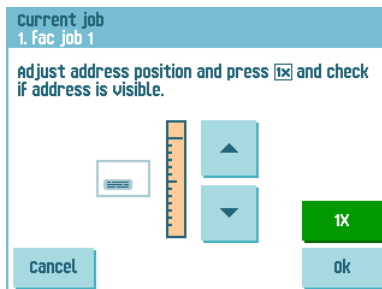 Current job
1. Fac job 1
Adjust address position and press 1x and check
if address is visible.
1X
Cancel
Ok